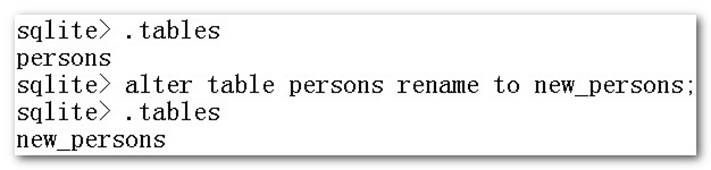 sqlite> .tables
persons
sqlite> alter table persons rename to new_persons;
sqlite> .tables
new_persons